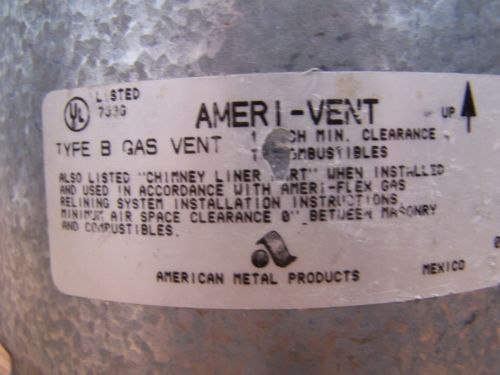 UL LISTED
AMERI-VENT
UP
TYPE B GAS VENT 1 MIN. CLEARANCE
ALSO LISTED "CHIMNEY LINER PART" WHEN INSTALLED
AND USED IN ACCORDANCE WITH AMERI-FLEX GAS
RELINING SYSTEM INSTALLATION INSTRUCTIONS.
MINIMUM AIR SPACE CLEARANCE 0" BETWEEN MASONRY
AND COMBUSTIBLES.
AMERICAN METAL PRODUCTS
MEXICO